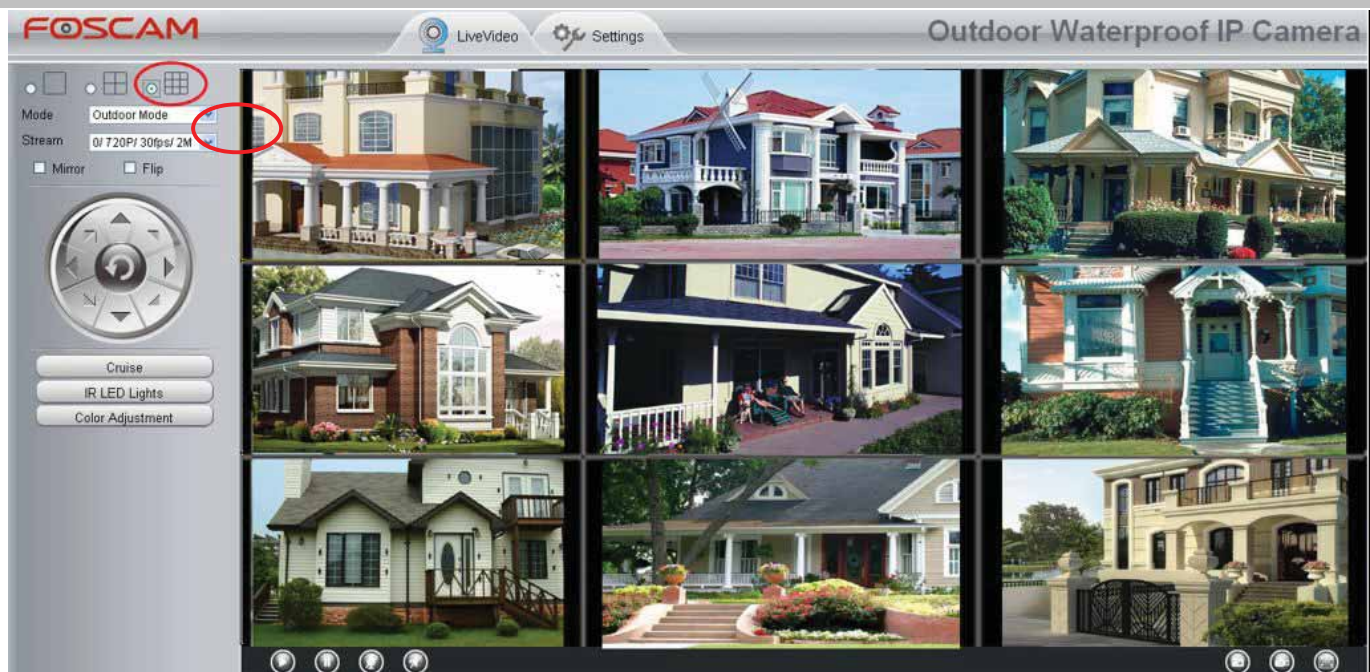 FOSCAM
LiveVideo
Settings
Outdoor Waterproof IP Camera
Mode
Outdoor Mode
Stream
0/ 720P/ 30fps/ 2M
Mirror
Flip
Cruise
IR LED Lights
Color Adjustment